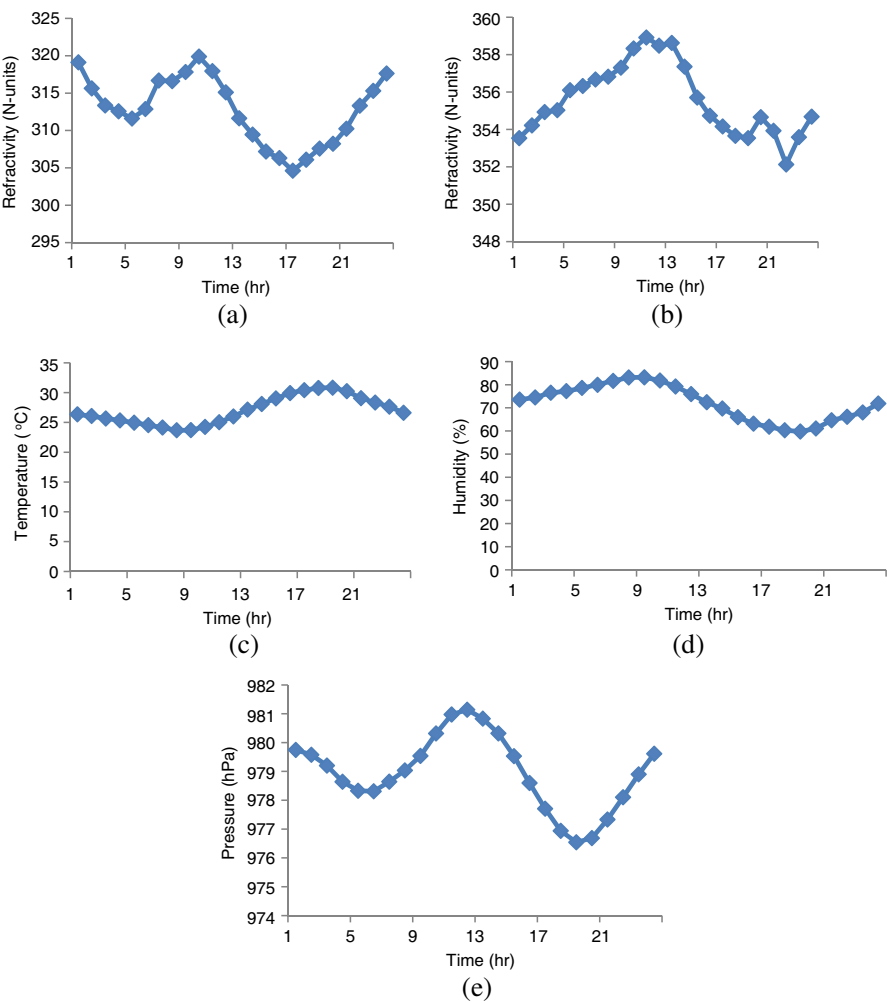 325
320
315
310
305
300
295
Refractivity (N-units)
1 5 9 13 17 21
Time (hr)
(a)
360
358
356
354
352
350
348
Refractivity (N-units)
1 5 9 13 17 21
Time (hr)
(b)
35
30
25
20
15
10
5
0
Temperature ( °C)
1 5 9 13 17 21
Time (hr)
(c)
90
80
70
60
50
40
30
20
10
0
Humidity (%)
1 5 9 13 17 21
Time (hr)
(d)
982
981
980
979
978
977
976
975
974
Pressure (hPa)
1 5 9 13 17 21
Time (hr)
(e)